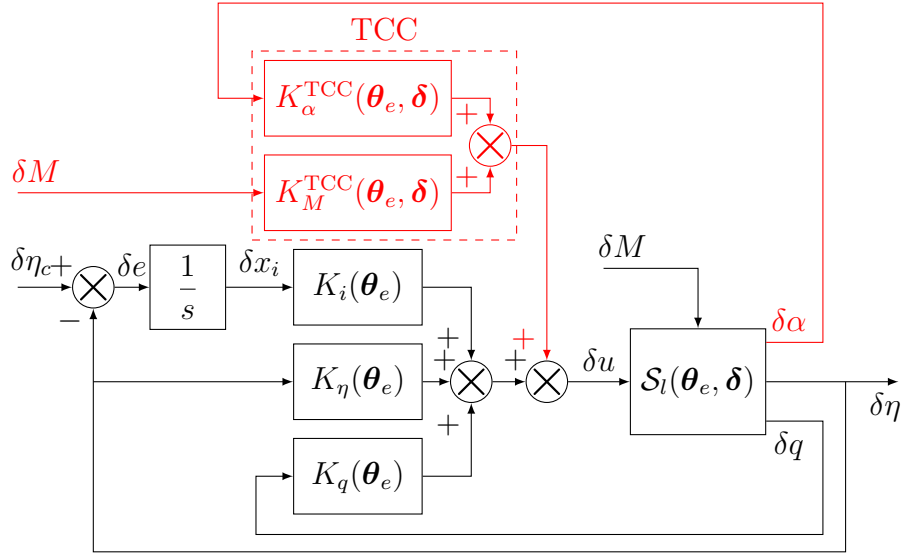 TCC
K_α^TCC(θ_e, δ)
+
δM
K_M^TCC(θ_e, δ)
+
δη_c
+
−
δe
1/s
δx_i
K_i(θ_e)
+
K_η(θ_e)
+
K_q(θ_e)
+
+
+
δu
δM
S_l(θ_e, δ)
δα
δη
δq